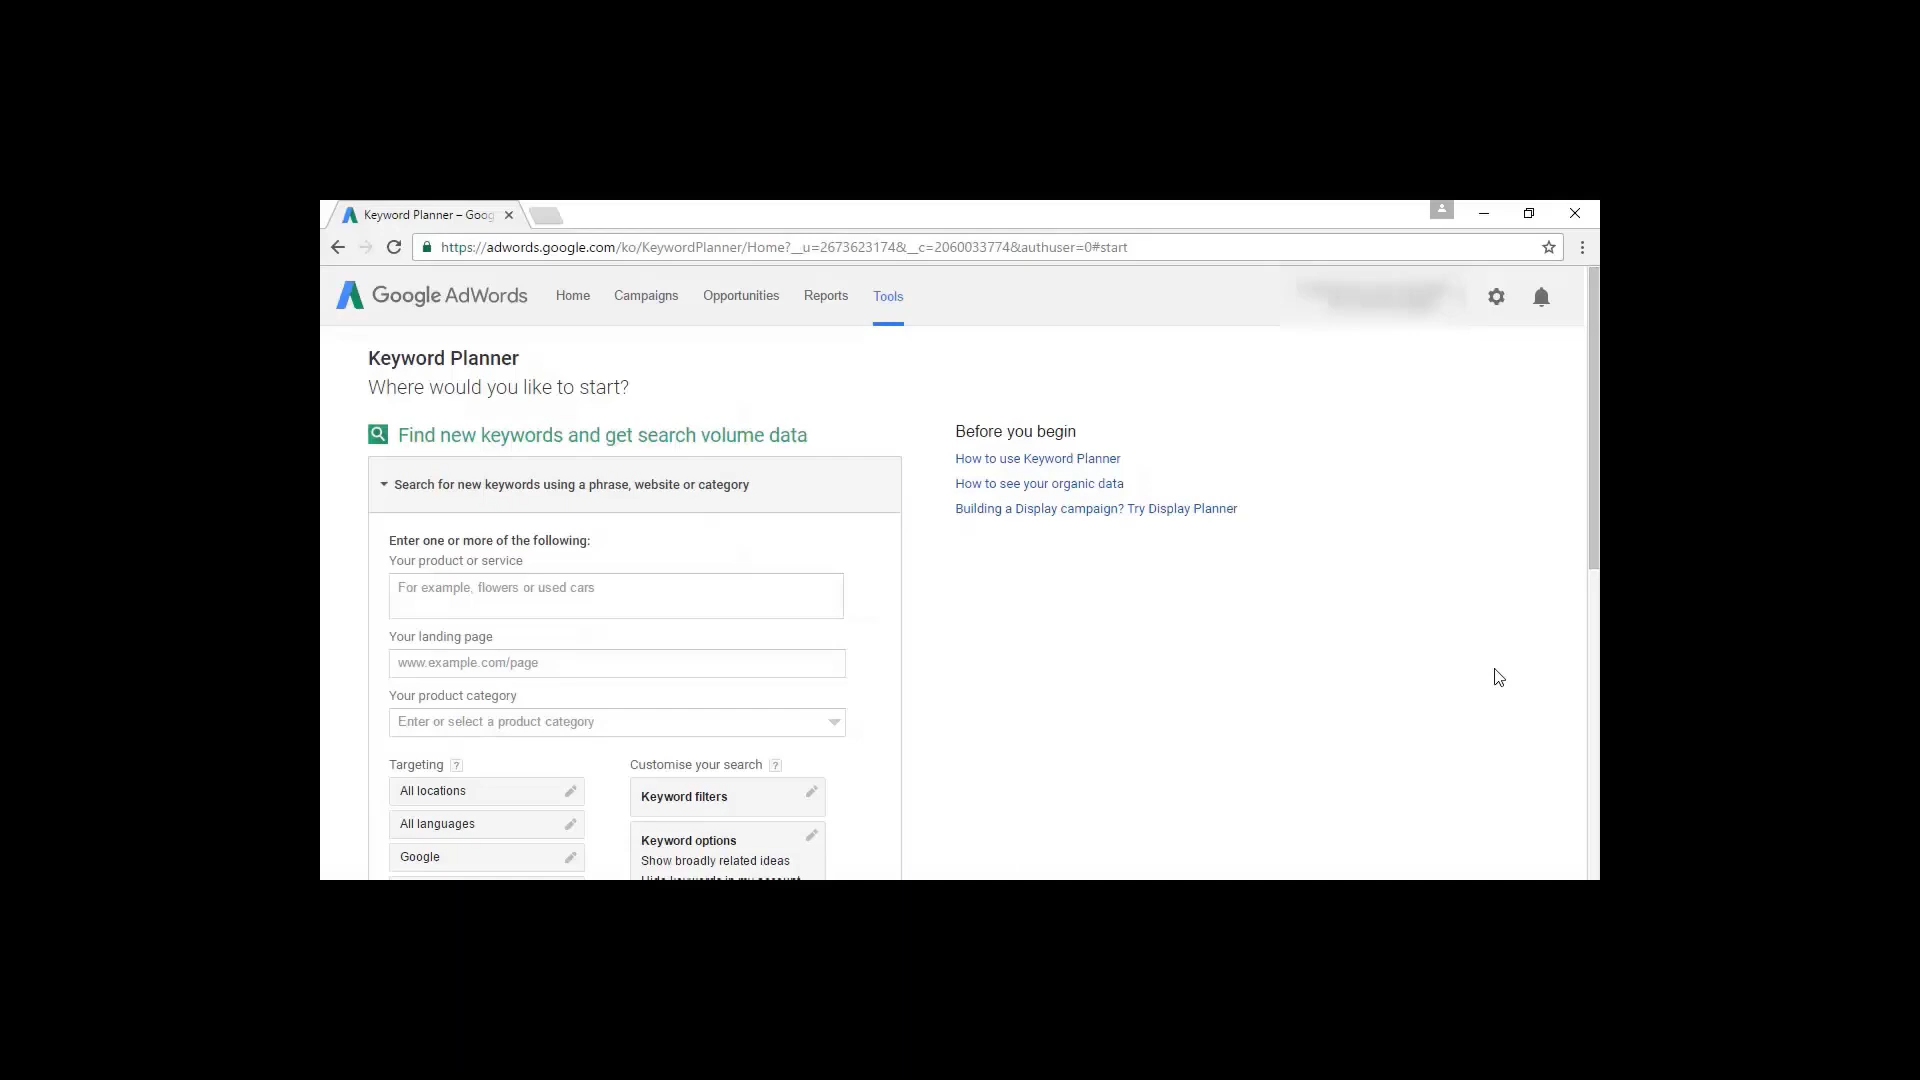 Keyword Planner – Goog
https://adwords.google.com/ko/KeywordPlanner/Home?__u=2673623174&__c=2060033774&authuser=0#start
Google AdWords Home Campaigns Opportunities Reports Tools
Keyword Planner
Where would you like to start?
Find new keywords and get search volume data
Search for new keywords using a phrase, website or category
Enter one or more of the following:
Your product or service
For example, flowers or used cars
Your landing page
www.example.com/page
Your product category
Enter or select a product category
Targeting ?
All locations
All languages
Google
Customise your search ?
Keyword filters
Keyword options
Show broadly related ideas
Hide keywords in my account
Before you begin
How to use Keyword Planner
How to see your organic data
Building a Display campaign? Try Display Planner